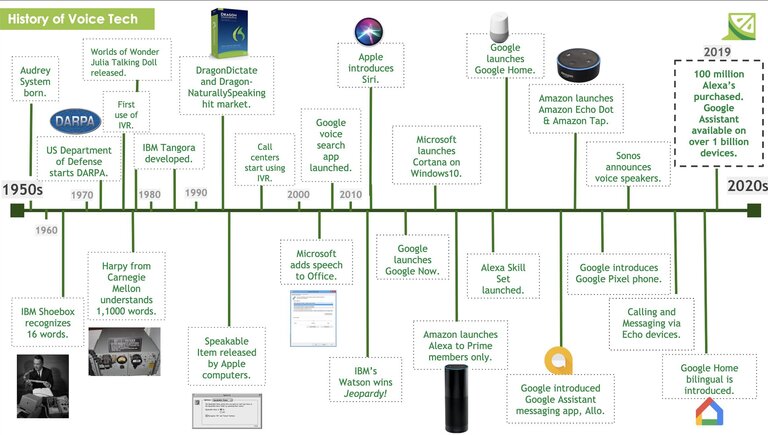 History of Voice Tech
Audrey
System
born.
Worlds of Wonder
Julia Talking Doll
released.
DARPA
US Department
of Defense
starts DARPA.
First
use of
IVR.
IBM Tangora
developed.
DragonDictate
and Dragon-
NaturallySpeaking
hit market.
Call
centers
start using
IVR.
Google
voice
search
app
launched.
Apple
introduces
Siri.
Microsoft
launches
Cortana on
Windows10.
Google
launches
Google Home.
Amazon launches
Amazon Echo Dot
& Amazon Tap.
Sonos
announces
voice speakers.
2019
100 million
Alexa's
purchased.
Google
Assistant
available on
over 1 billion
devices.
1950s
1960
1970
1980
1990
2000
2010
2020s
IBM Shoebox
recognizes
16 words.
Harpy from
Carnegie
Mellon
understands
1,1000 words.
Speakable
Item released
by Apple
computers.
Microsoft
adds speech
to Office.
IBM's
Watson wins
Jeopardy!
Google
launches
Google Now.
Amazon launches
Alexa to Prime
members only.
Alexa Skill
Set
launched.
Google introduced
Google Assistant
messaging app, Allo.
Google introduces
Google Pixel phone.
Calling and
Messaging via
Echo devices.
Google Home
bilingual is
introduced.